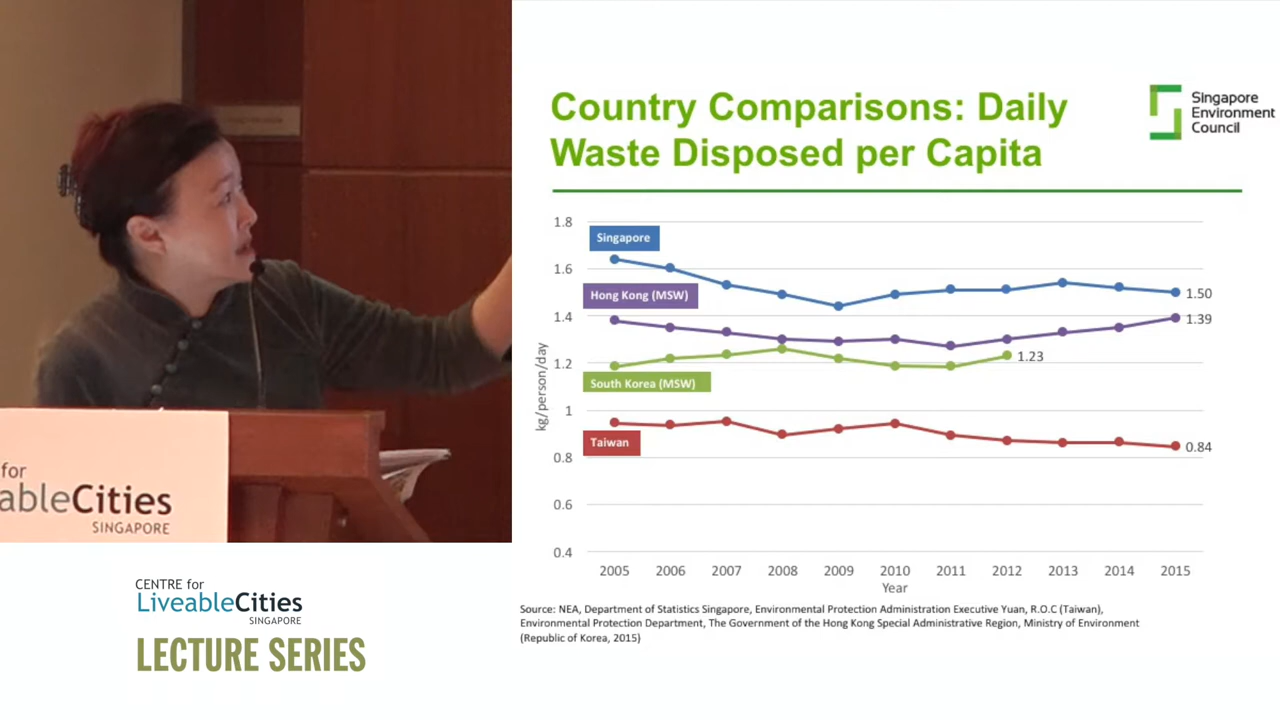 for
ableCities
SINGAPORE
CENTRE for
LiveableCities
SINGAPORE
LECTURE SERIES
Country Comparisons: Daily
Waste Disposed per Capita
Singapore
Environment
Council
1.8
1.6
1.4
1.2
1
0.8
0.6
0.4
kg/person/day
Singapore
Hong Kong (MSW)
South Korea (MSW)
Taiwan
1.50
1.39
1.23
0.84
2005 2006 2007 2008 2009 2010 2011 2012 2013 2014 2015
Year
Source: NEA, Department of Statistics Singapore, Environmental Protection Administration Executive Yuan, R.O.C (Taiwan),
Environmental Protection Department, The Government of the Hong Kong Special Administrative Region, Ministry of Environment
(Republic of Korea, 2015)